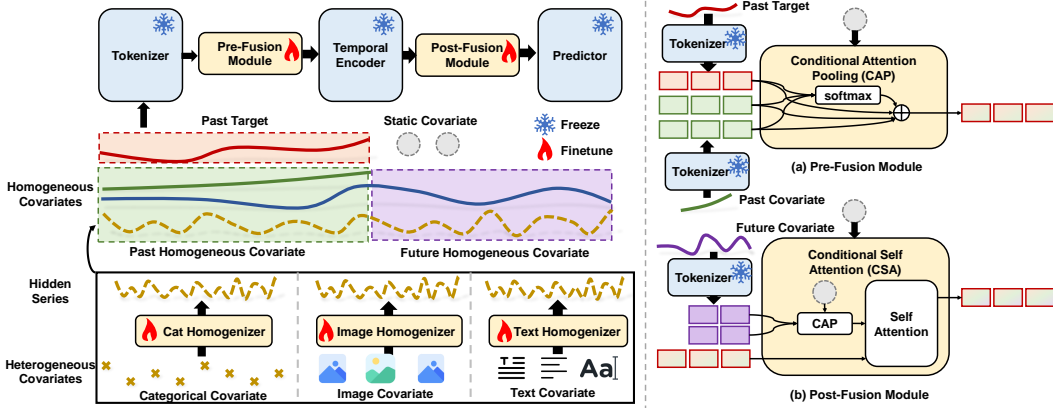 Tokenizer
Pre-Fusion
Module
Temporal
Encoder
Post-Fusion
Module
Predictor
Past Target
Static Covariate
Freeze
Finetune
Homogeneous
Covariates
Past Homogeneous Covariate
Future Homogeneous Covariate
Hidden
Series
Cat Homogenizer
Image Homogenizer
Text Homogenizer
Heterogeneous
Covariates
T
Aa
Categorical Covariate
Image Covariate
Text Covariate
Past Target
Tokenizer
Conditional Attention
Pooling (CAP)
softmax
(a) Pre-Fusion Module
Tokenizer
Past Covariate
Future Covariate
Tokenizer
Conditional Self
Attention (CSA)
CAP
Self
Attention
(b) Post-Fusion Module